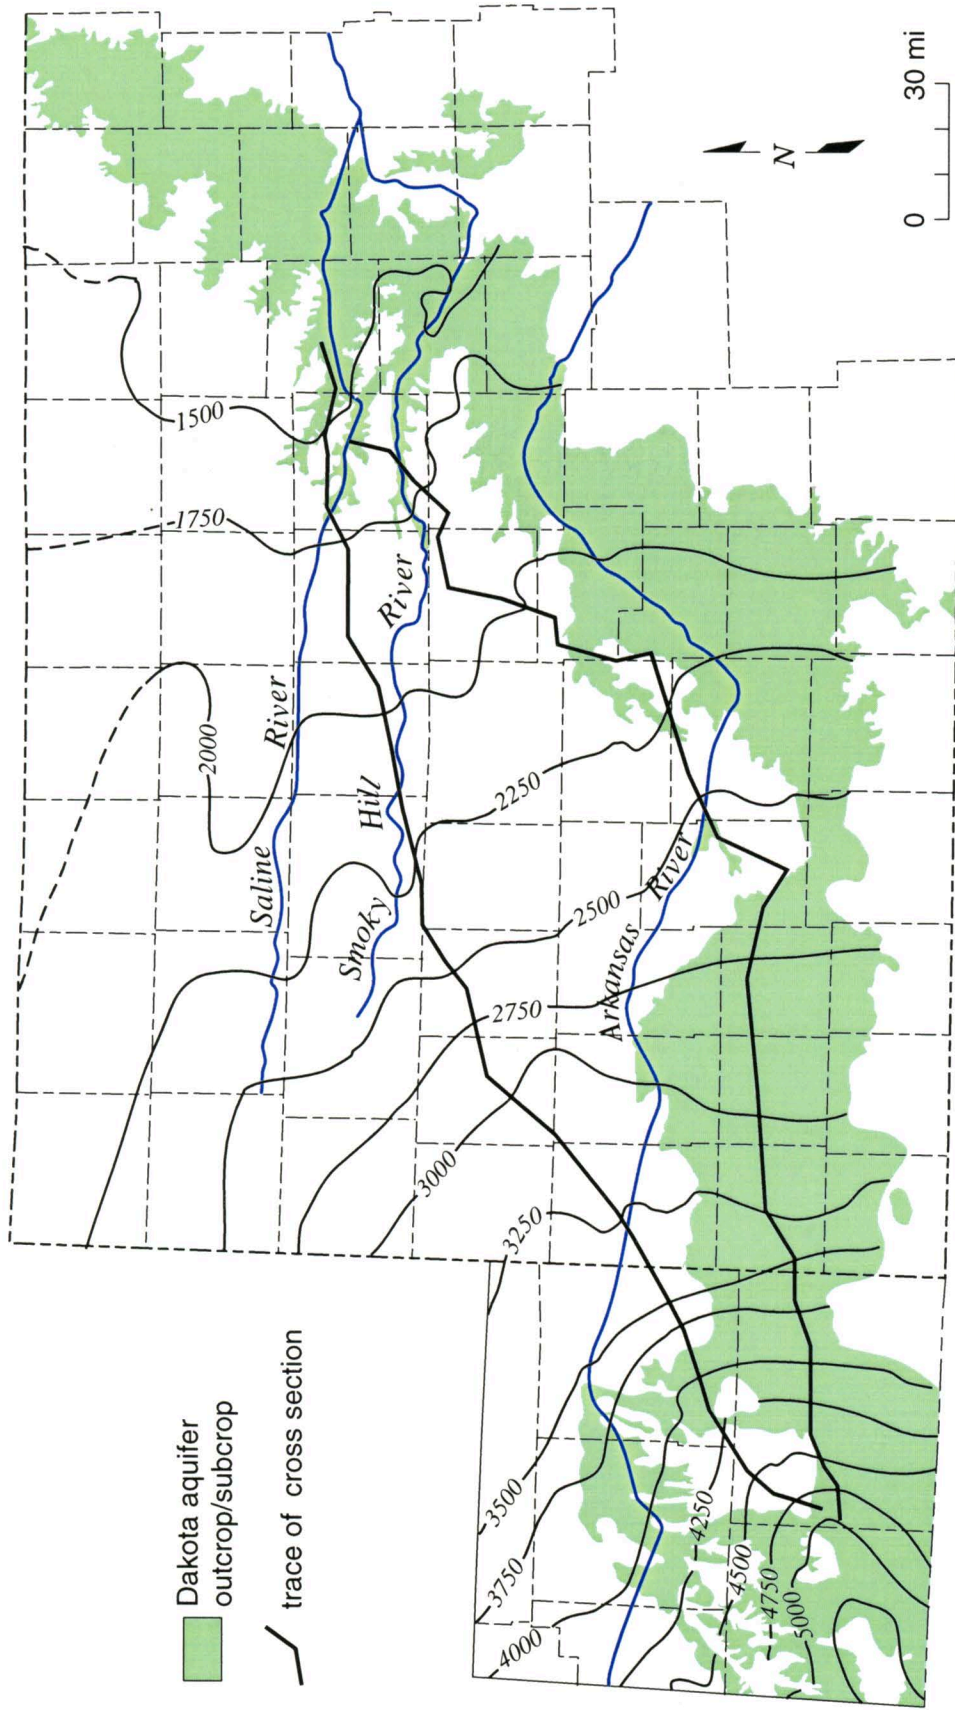 Dakota aquifer
outcrop/subcrop
trace of cross section
1500
1750
2000
Saline River
Smoky Hill River
2250
2500
2750
3000
3250
Arkansas River
3500
3750
4000
4250
4500
4750
5000
N
0 30 mi